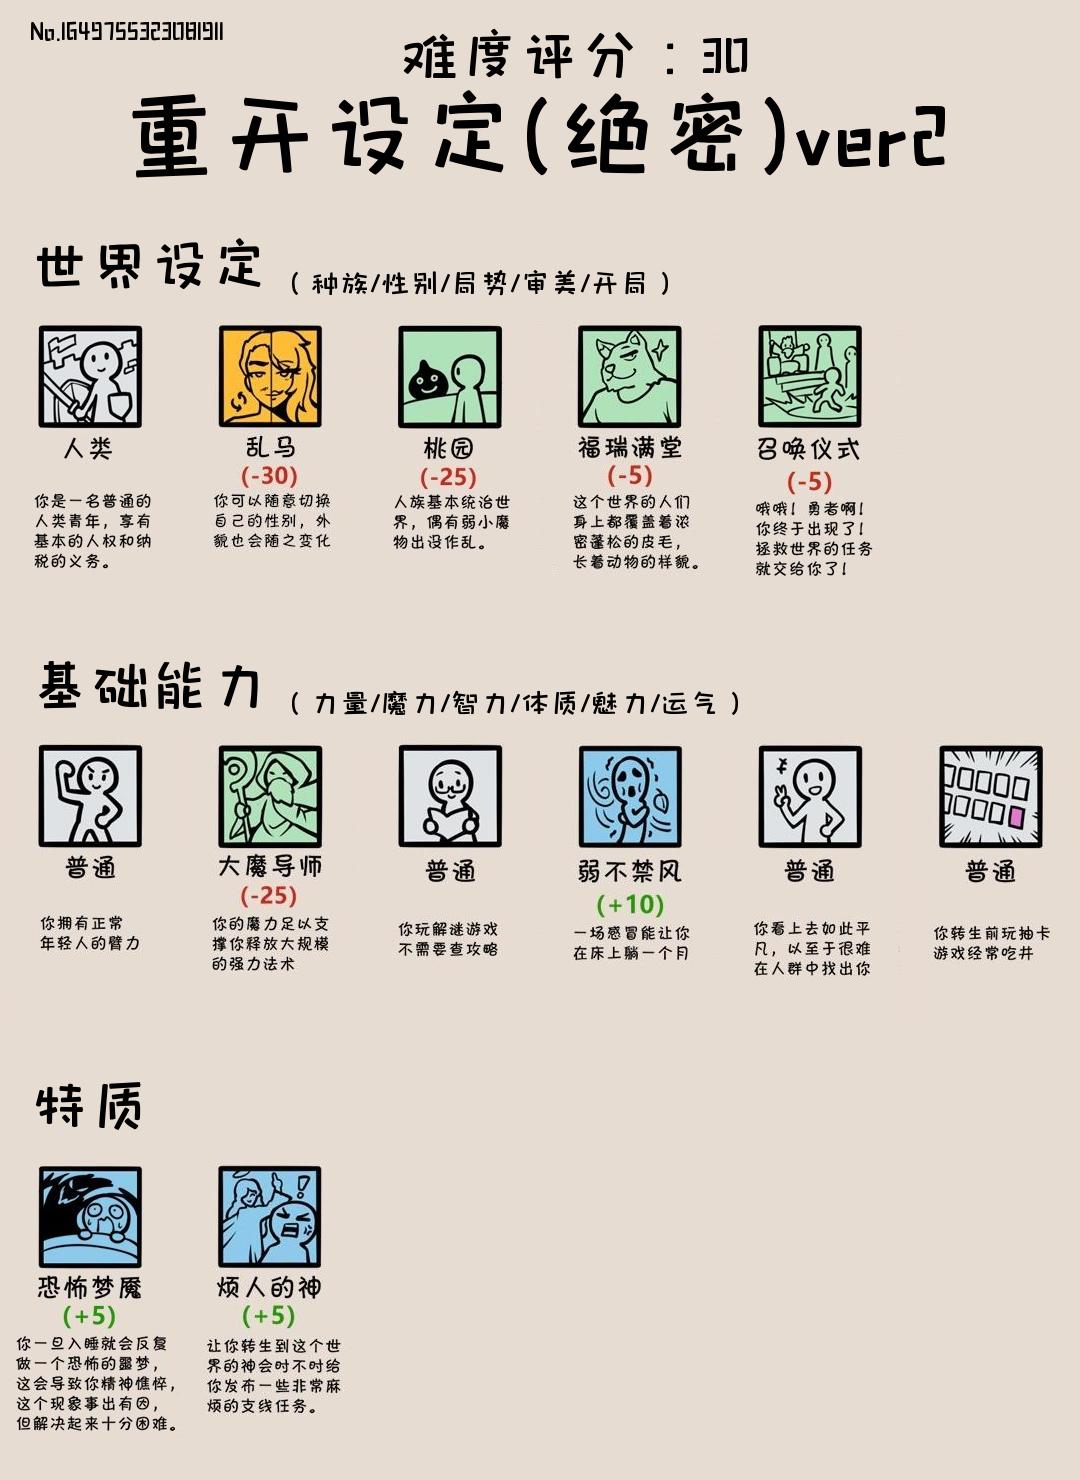 No.1649755323081911
难度评分：30
重开设定(绝密)ver2
世界设定
( 种族/性别/局势/审美/开局 )
人类
你是一名普通的
人类青年，享有
基本的人权和纳
税的义务。
乱马
(-30)
你可以随意切换
自己的性别，外
貌也会随之变化
桃园
(-25)
人族基本统治世
界，偶有弱小魔
物出没作乱。
福瑞满堂
(-5)
这个世界的人们
身上都覆盖着浓
密蓬松的皮毛，
长着动物的样貌。
召唤仪式
(-5)
哦哦！勇者啊！
你终于出现了！
拯救世界的任务
就交给你了！
基础能力
( 力量/魔力/智力/体质/魅力/运气 )
普通
你拥有正常
年轻人的臂力
大魔导师
(-25)
你的魔力足以支
撑你释放大规模
的强力法术
普通
你玩解谜游戏
不需要查攻略
弱不禁风
(+10)
一场感冒能让你
在床上躺一个月
普通
你看上去如此平
凡，以至于很难
在人群中找出你
普通
你转生前玩抽卡
游戏经常吃井
特质
恐怖梦魇
(+5)
你一旦入睡就会反复
做一个恐怖的噩梦，
这会导致你精神憔悴，
这个现象事出有因，
但解决起来十分困难。
烦人的神
(+5)
让你转生到这个世
界的神会时不时给
你发布一些非常麻
烦的支线任务。